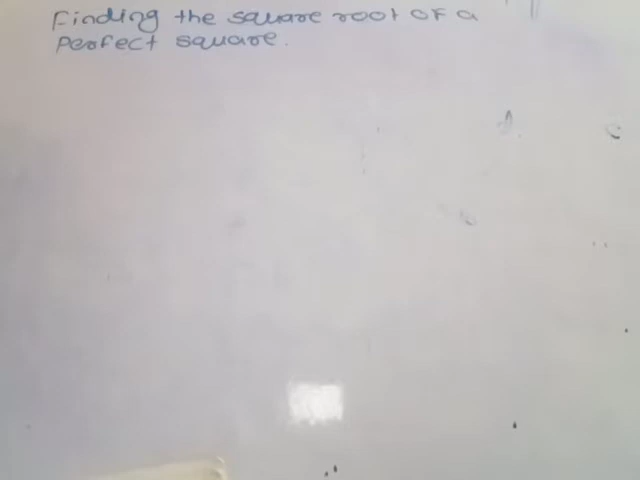 Finding the square root of a
Perfect square.